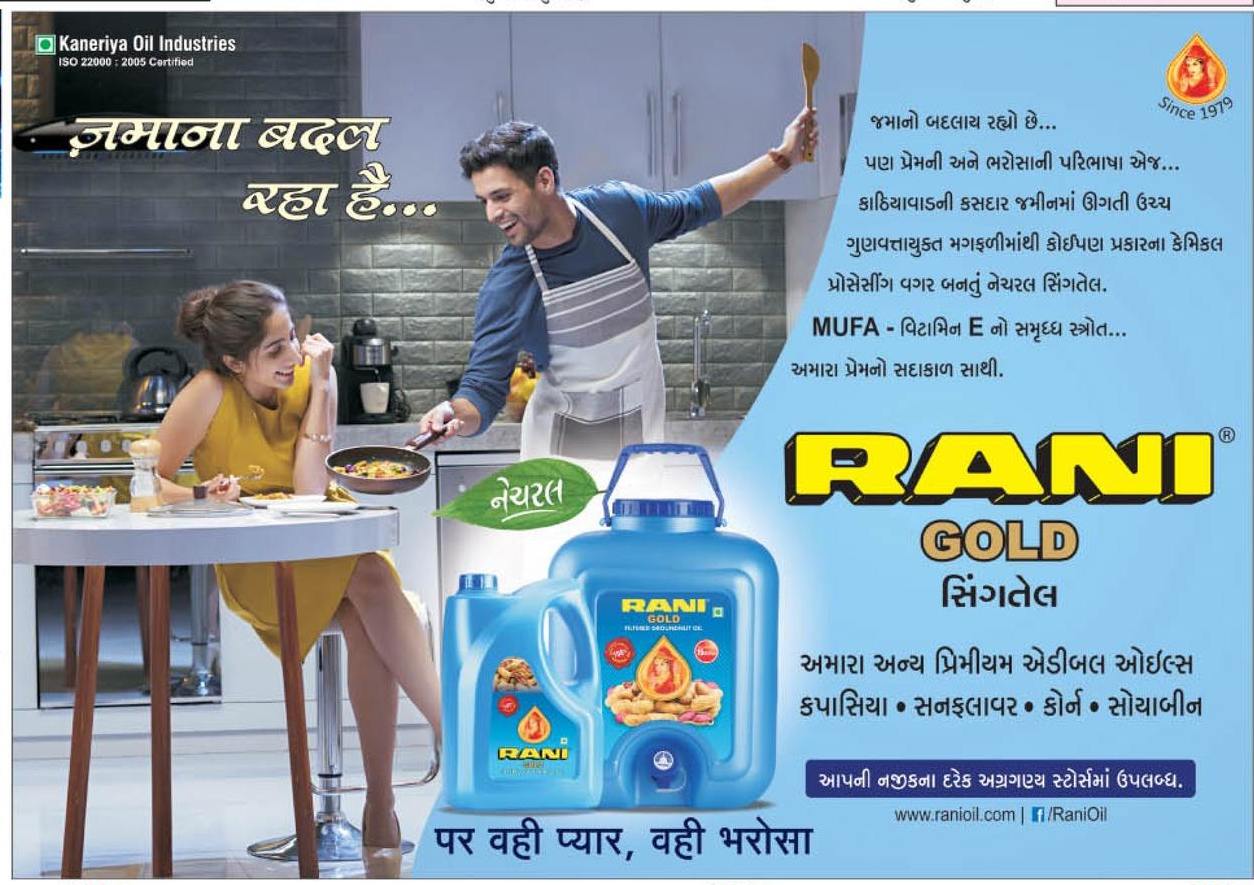 Kaneriya Oil Industries
ISO 22000 : 2005 Certified
ज़माना बदल
रहा है...
Since 1979
જમાનો બદલાય રહ્યો છે...
પણ પ્રેમની અને ભરોસાની પરિભાષા એજ...
કાઠિયાવાડની કસદાર જમીનમાં ઊગતી ઉચ્ચ
ગુણવત્તાયુક્ત મગફળીમાંથી કોઈપણ પ્રકારના કેમિકલ
પ્રોસેસીંગ વગર બનતું નેચરલ સિંગતેલ.
MUFA - વિટામિન E નો સમૃધ્ધ સ્ત્રોત...
અમારા પ્રેમનો સદાકાળ સાથી.
RANI®
GOLD
સિંગતેલ
નેચરલ
RANI
GOLD
FILTERED GROUNDNUT OIL
RANI
GOLD
અમારા અન્ય પ્રિમીયમ એડીબલ ઓઇલ્સ
કપાસિયા • સનફલાવર • કોર્ન • સોયાબીન
આપની નજીકના દરેક અગ્રગણ્ય સ્ટોર્સમાં ઉપલબ્ધ.
www.ranioil.com | f/RaniOil
पर वही प्यार, वही भरोसा